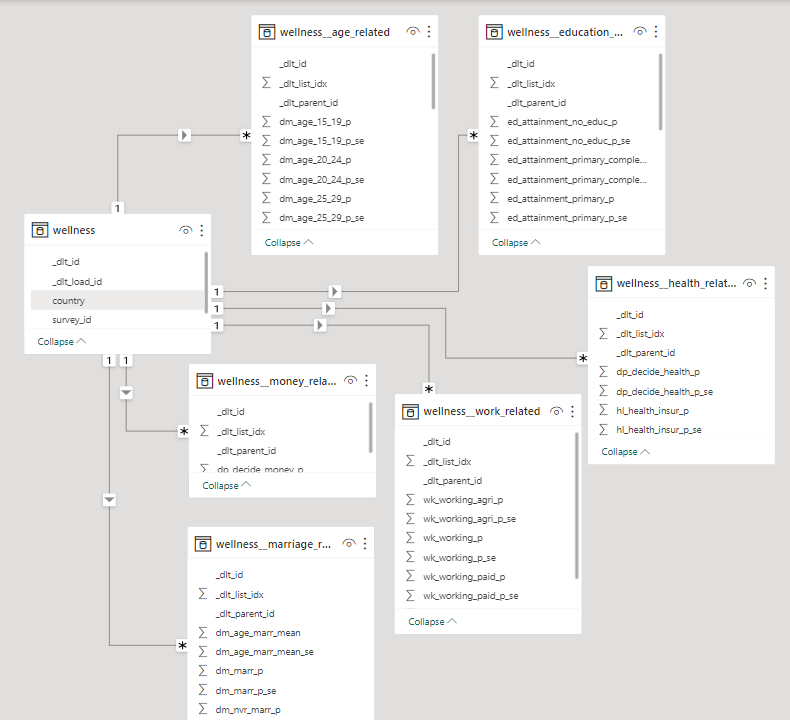 wellness__age_related
_dlt_id
_dlt_list_idx
_dlt_parent_id
dm_age_15_19_p
dm_age_15_19_p_se
dm_age_20_24_p
dm_age_20_24_p_se
dm_age_25_29_p
dm_age_25_29_p_se
Collapse
wellness__education_...
_dlt_id
_dlt_list_idx
_dlt_parent_id
ed_attainment_no_educ_p
ed_attainment_no_educ_p_se
ed_attainment_primary_comple...
ed_attainment_primary_comple...
ed_attainment_primary_p
ed_attainment_primary_p_se
Collapse
*
*
1
wellness
_dlt_id
_dlt_load_id
country
survey_id
Collapse
1
1
1
1
1
wellness__health_relat...
_dlt_id
_dlt_list_idx
_dlt_parent_id
dp_decide_health_p
dp_decide_health_p_se
hl_health_insur_p
hl_health_insur_p_se
Collapse
*
wellness__money_rela...
_dlt_id
_dlt_list_idx
_dlt_parent_id
dp_decide_money_p
Collapse
*
*
wellness__work_related
_dlt_id
_dlt_list_idx
_dlt_parent_id
wk_working_agri_p
wk_working_agri_p_se
wk_working_p
wk_working_p_se
wk_working_paid_p
wk_working_paid_p_se
Collapse
wellness__marriage_r...
_dlt_id
_dlt_list_idx
_dlt_parent_id
dm_age_marr_mean
dm_age_marr_mean_se
dm_marr_p
dm_marr_p_se
dm_nvr_marr_p
*